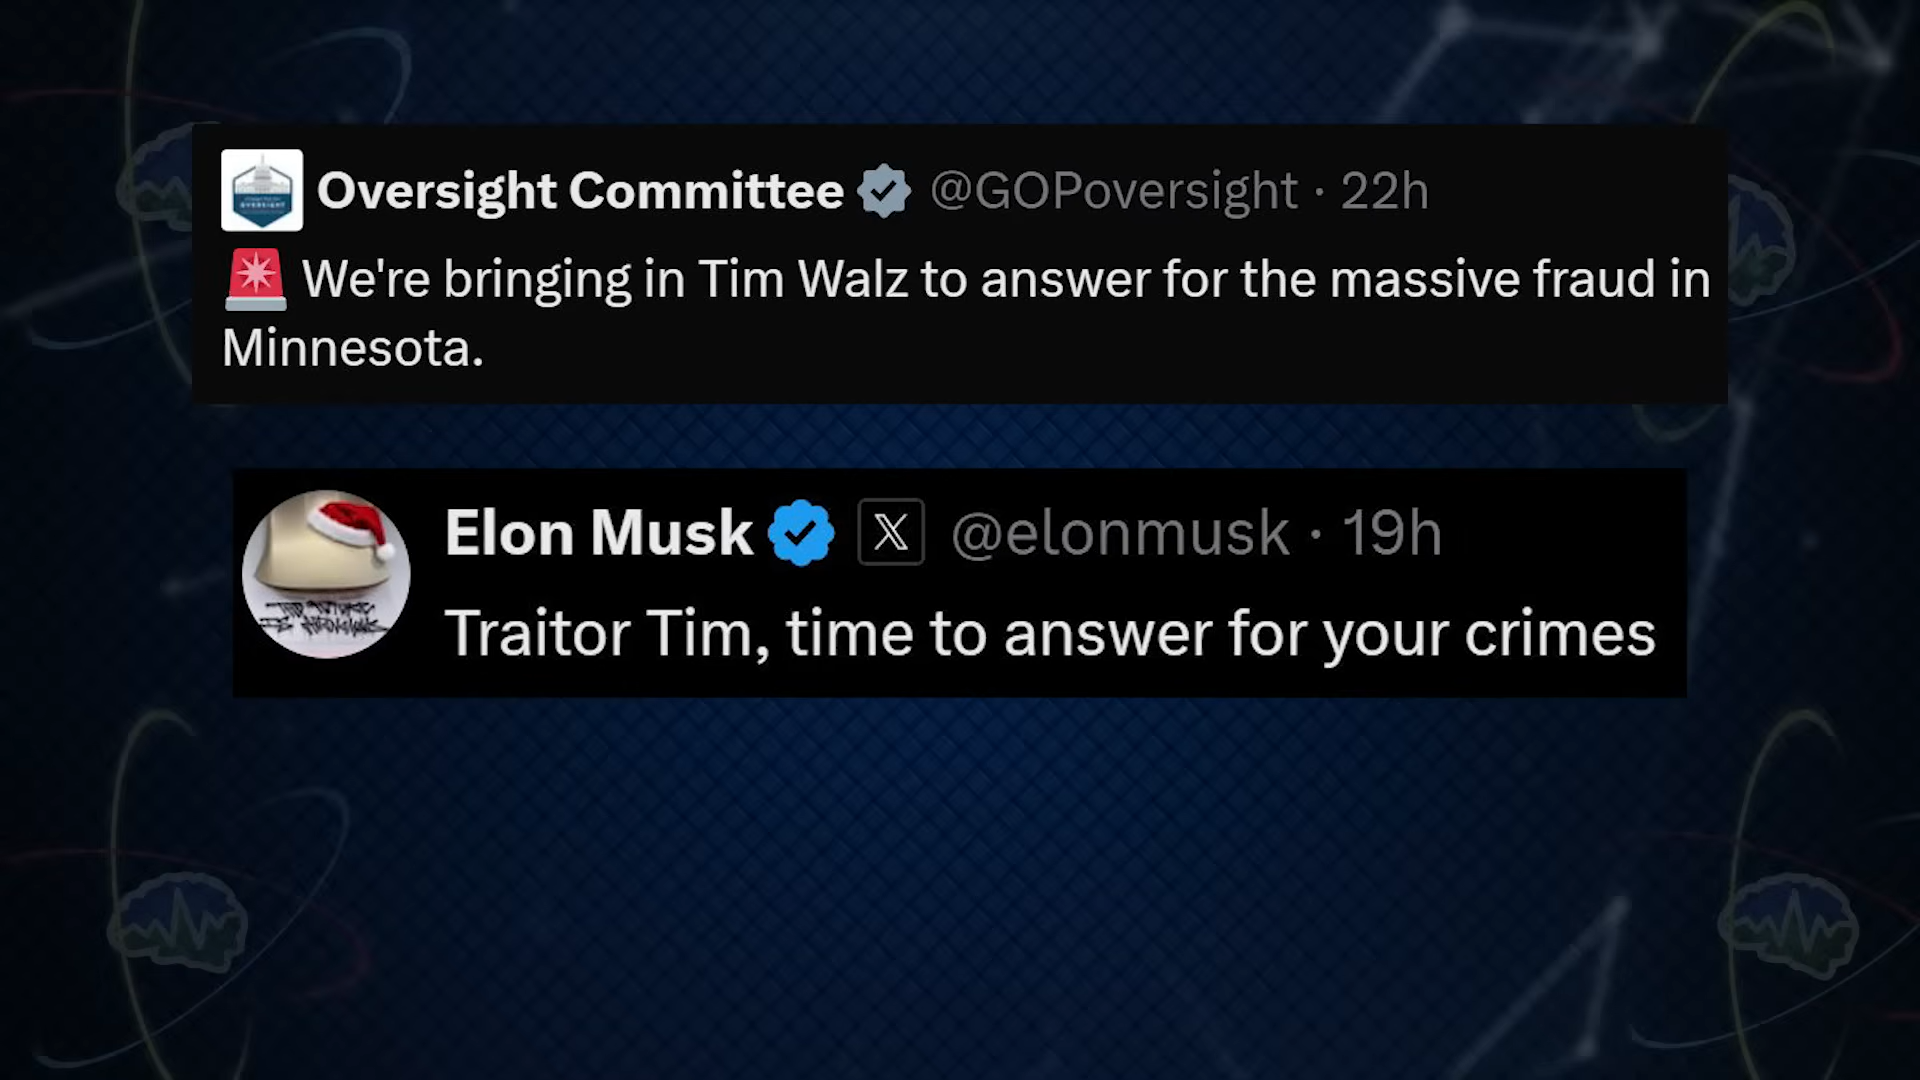 Oversight Committee @GOPoversight · 22h
🚨 We're bringing in Tim Walz to answer for the massive fraud in
Minnesota.
Elon Musk X @elonmusk · 19h
Traitor Tim, time to answer for your crimes